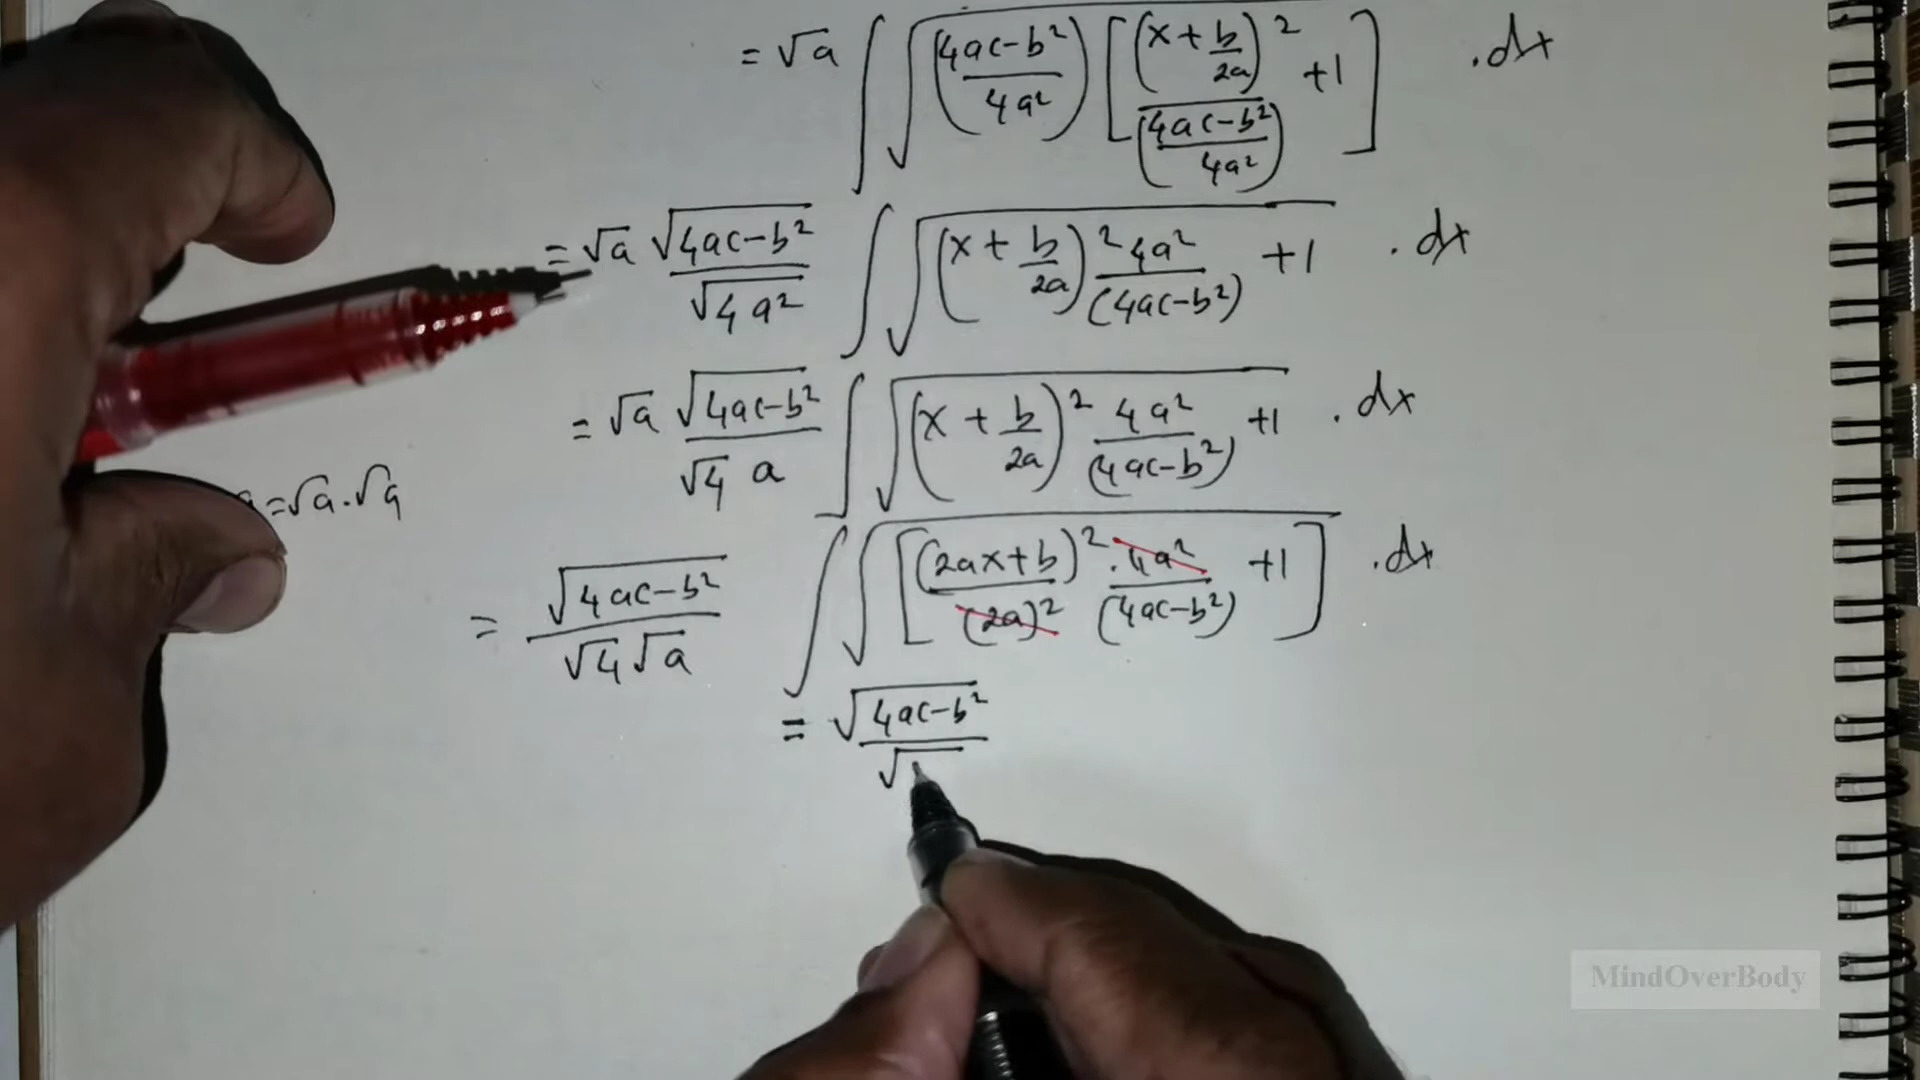 = √a ∫ √((4ac-b²)/4a²) [(x + b/2a)²/((4ac-b²)/4a²) +1] .dx
= √a √(4ac-b²)/√(4a²) ∫ √((x + b/2a)² 4a²/(4ac-b²) +1) . dx
= √a √(4ac-b²)/(√4 a) ∫ √((x + b/2a)² 4a²/(4ac-b²) +1) . dx
=√a.√a
= √(4ac-b²)/(√4 √a) ∫ √[(2ax+b)²/(2a)² . 4a²/(4ac-b²) +1] .dx
= √(4ac-b²)/√
MindOverBody